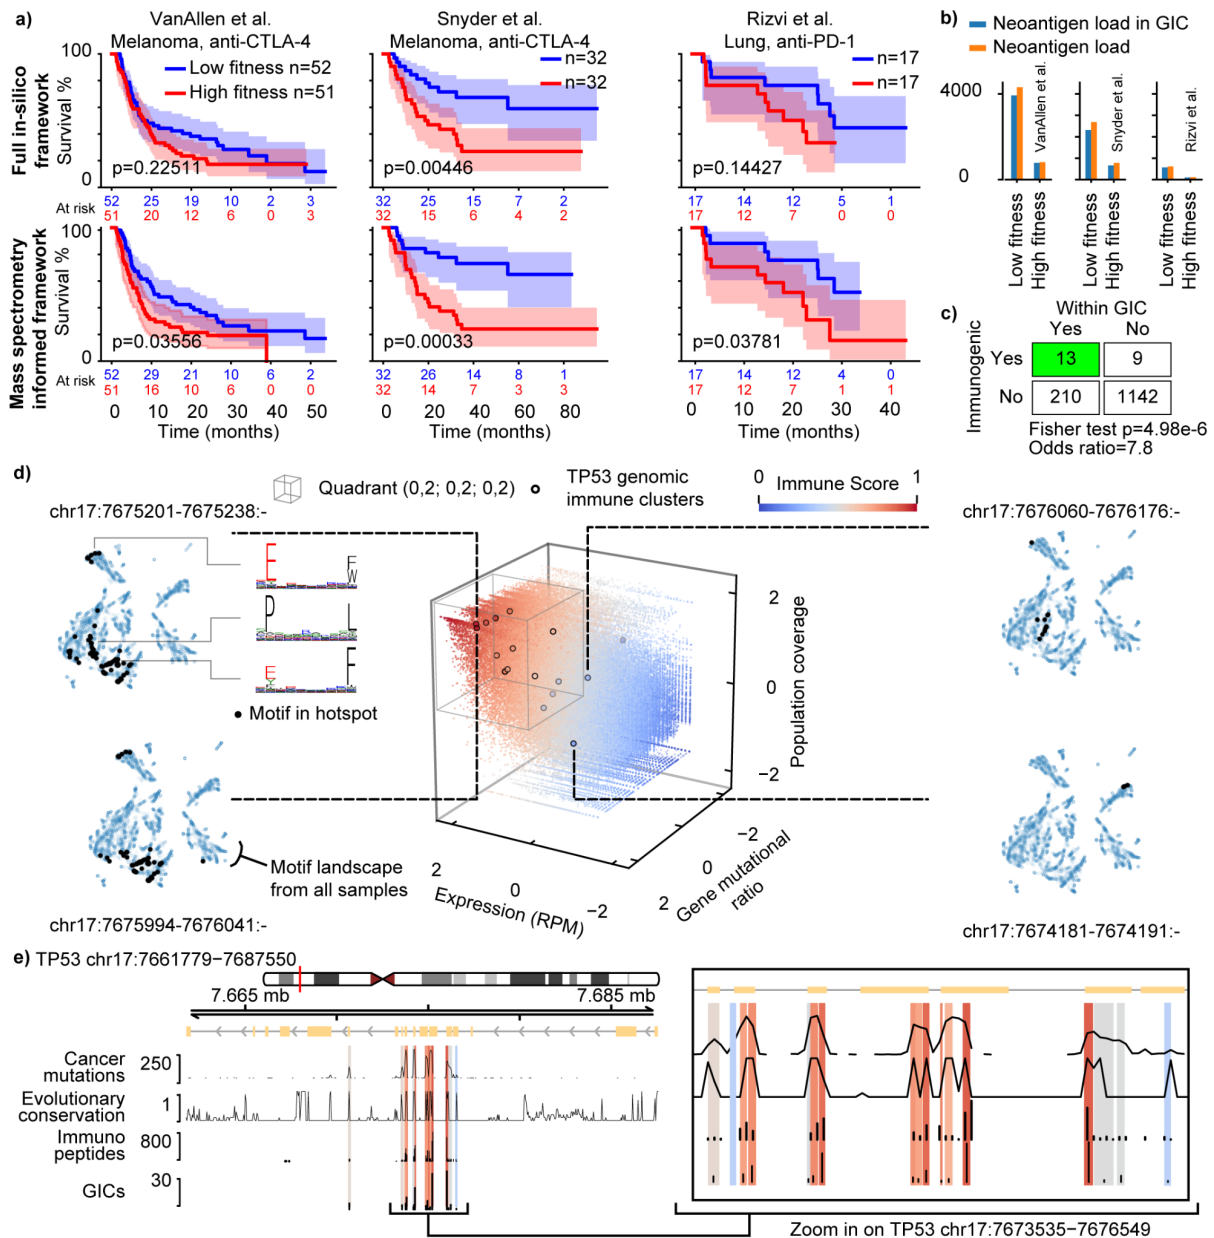 a)
VanAllen et al.
Melanoma, anti-CTLA-4
Snyder et al.
Melanoma, anti-CTLA-4
Rizvi et al.
Lung, anti-PD-1
Full in-silico
framework
Survival %
100
0
Low fitness n=52
High fitness n=51
p=0.22511
n=32
n=32
p=0.00446
n=17
n=17
p=0.14427
At risk
52 25 19 10 2 3
51 20 12 6 0
32 25 15 7 2
32 15 6 4 2
17 14 12 5 1
17 12 7 0 0
Mass spectrometry
informed framework
Survival %
100
0
p=0.03556
p=0.00033
p=0.03781
At risk
52 29 21 10 6 2
51 16 10 6 0 0
32 26 14 8 1
32 14 7 3 3
17 14 12 4 0
17 12 7 1 1
0 10 20 30 40 50
Time (months)
0 20 40 60 80
Time (months)
0 10 20 30 40
Time (months)
b)
Neoantigen load in GIC
Neoantigen load
4000
0
VanAllen et al.
Snyder et al.
Rizvi et al.
Low fitness
High fitness
Low fitness
High fitness
Low fitness
High fitness
c)
Within GIC
Yes No
Immunogenic
Yes 13 9
No 210 1142
Fisher test p=4.98e-6
Odds ratio=7.8
d)
Quadrant (0,2; 0,2; 0,2)
TP53 genomic
immune clusters
0 Immune Score 1
chr17:7675201-7675238:-
E
F
W
P
L
E
F
Motif in hotspot
chr17:7676060-7676176:-
2
0
−2
Population coverage
−2
0
2
Gene mutational
ratio
2
0
−2
Expression (RPM)
Motif landscape
from all samples
chr17:7675994-7676041:-
chr17:7674181-7674191:-
e) TP53 chr17:7661779−7687550
7.665 mb
7.685 mb
Cancer
mutations
250
Evolutionary
conservation
1
Immuno
peptides
800
GICs
30
Zoom in on TP53 chr17:7673535−7676549